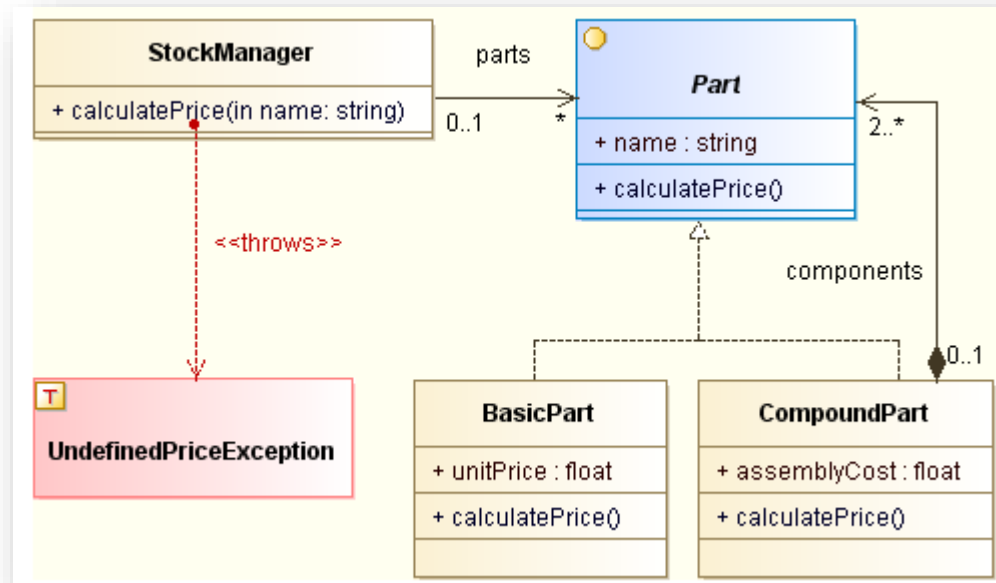 StockManager
+ calculatePrice(in name: string)
parts
0..1
*
Part
+ name : string
+ calculatePrice()
2..*
<<throws>>
components
0..1
T
UndefinedPriceException
BasicPart
+ unitPrice : float
+ calculatePrice()
CompoundPart
+ assemblyCost : float
+ calculatePrice()